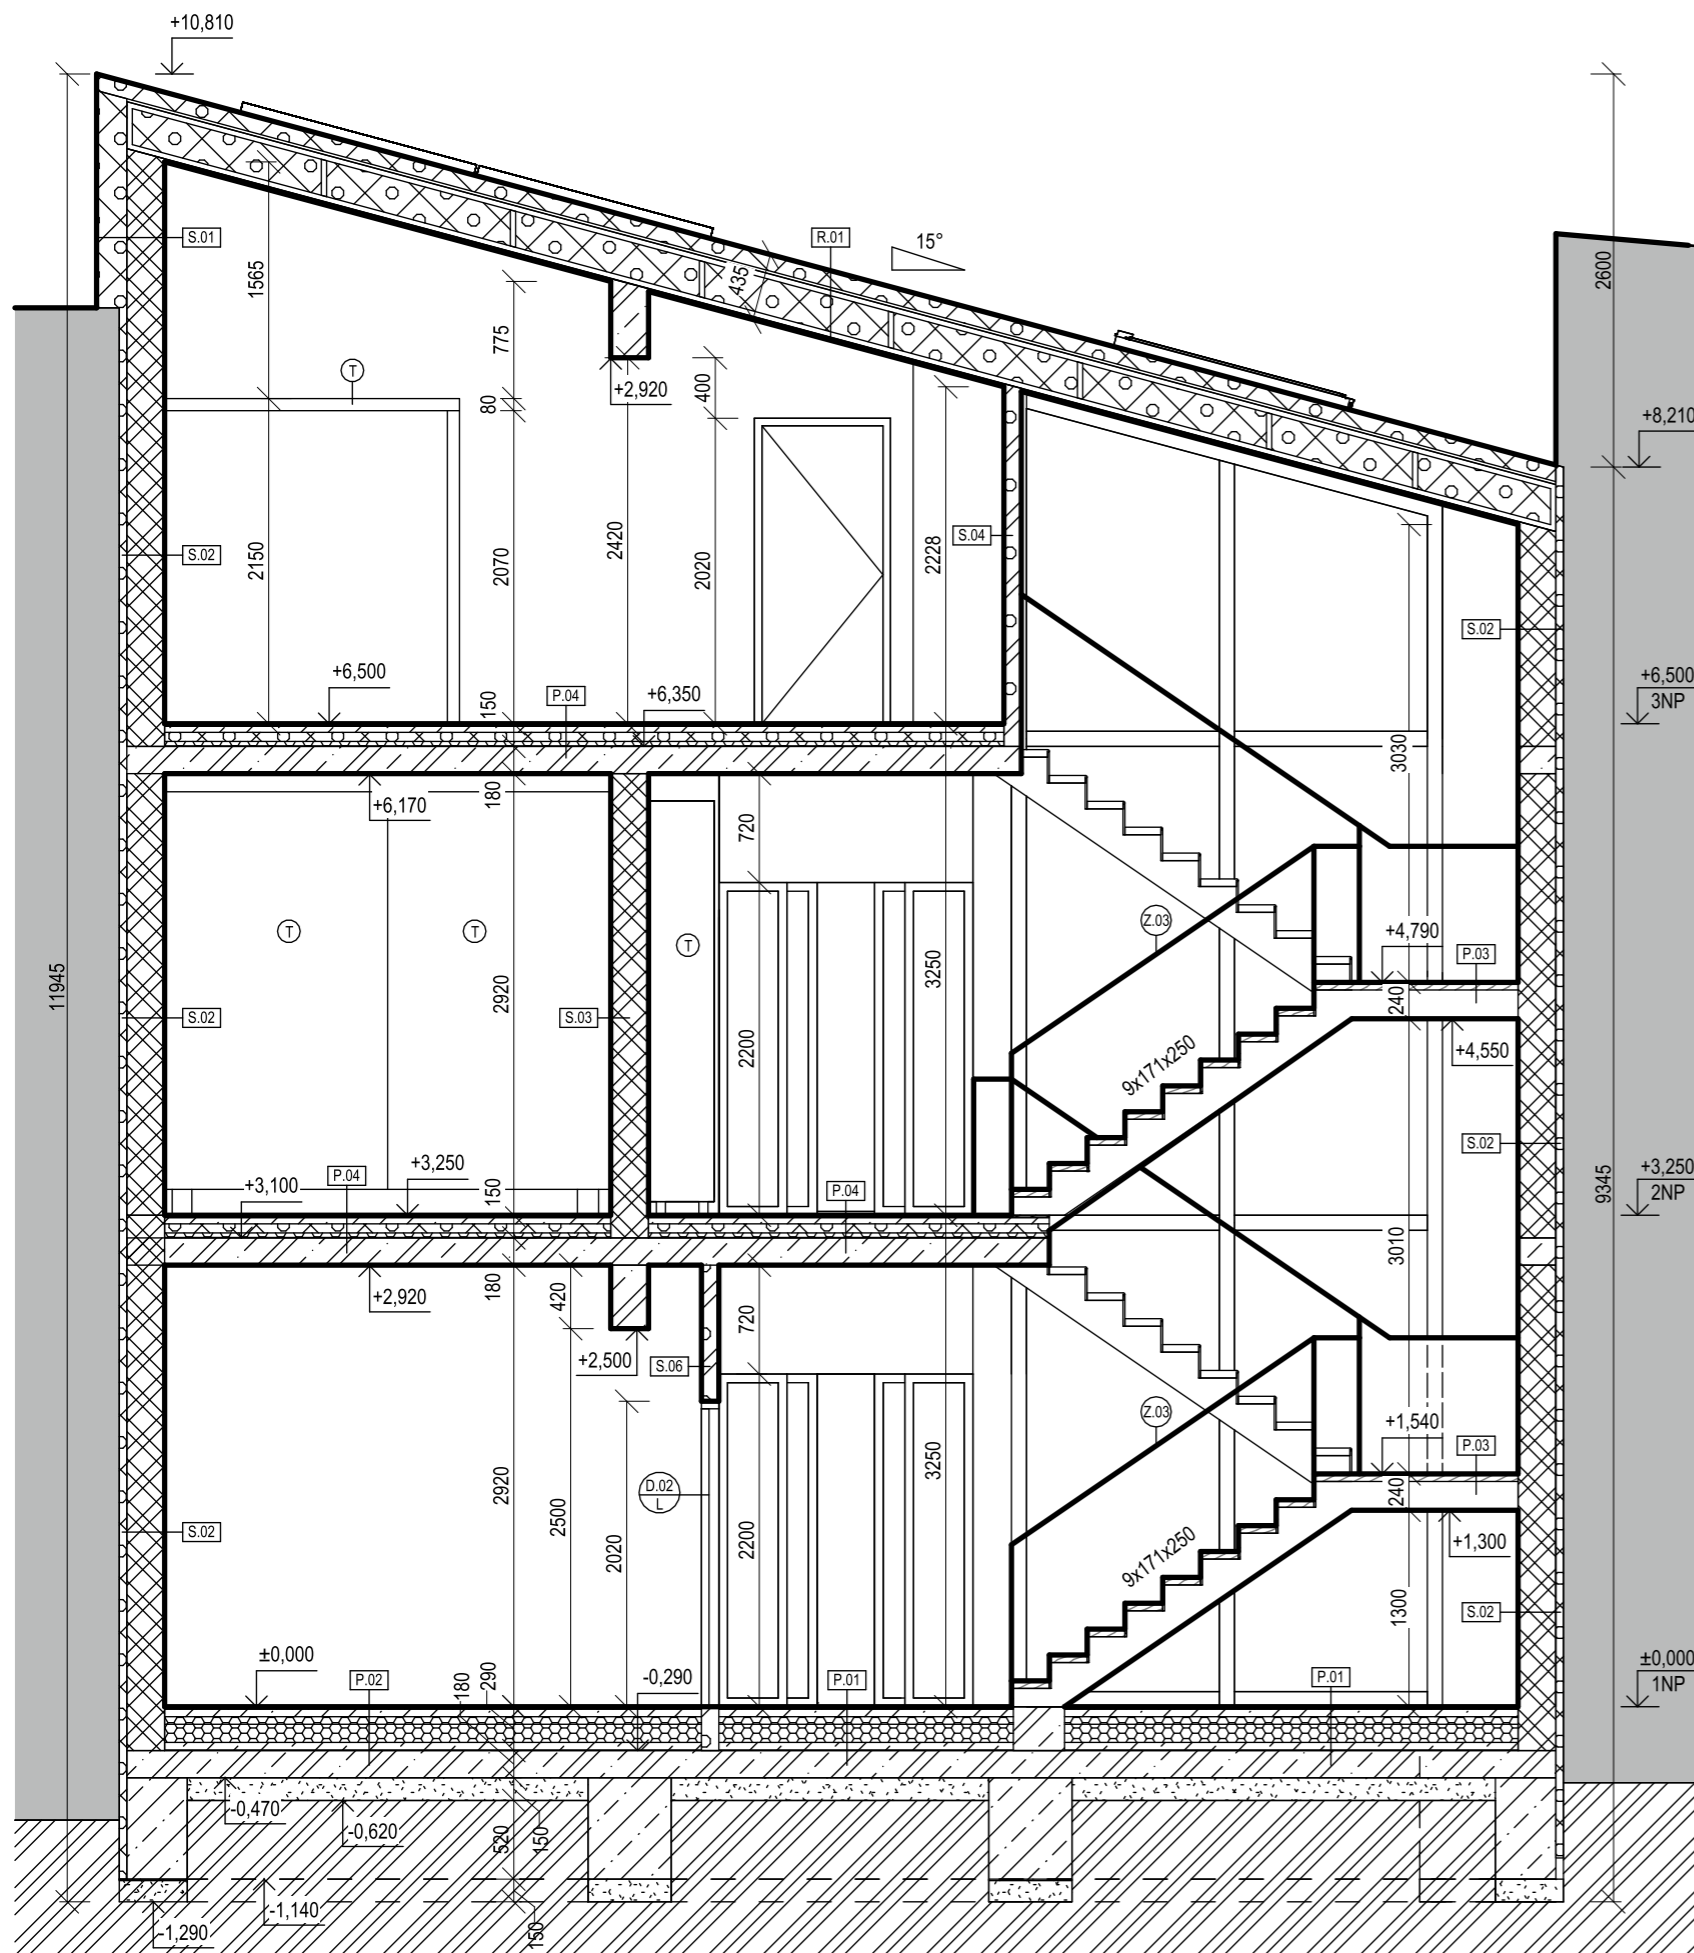 +10,810
S.01
1565
R.01
435
15°
2600
775
T
80
+2,920
400
+8,210
S.02
2150
2070
2420
2020
2228
S.04
S.02
+6,500
P.04
+6,350
150
+6,500
3NP
3030
+6,170
180
720
T
T
T
Z.03
+4,790
P.03
11945
S.02
2920
S.03
3250
240
2200
9x171x250
+4,550
S.02
+3,100
P.04
+3,250
150
P.04
9345
+3,250
2NP
3010
+2,920
180
420
720
+2,500
S.06
Z.03
+1,540
P.03
2920
D.02
L
3250
240
S.02
2500
2020
2200
9x171x250
+1,300
1300
S.02
±0,000
P.02
180
290
-0,290
P.01
P.01
±0,000
1NP
-0,470
-0,620
520
150
-1,140
-1,290
150